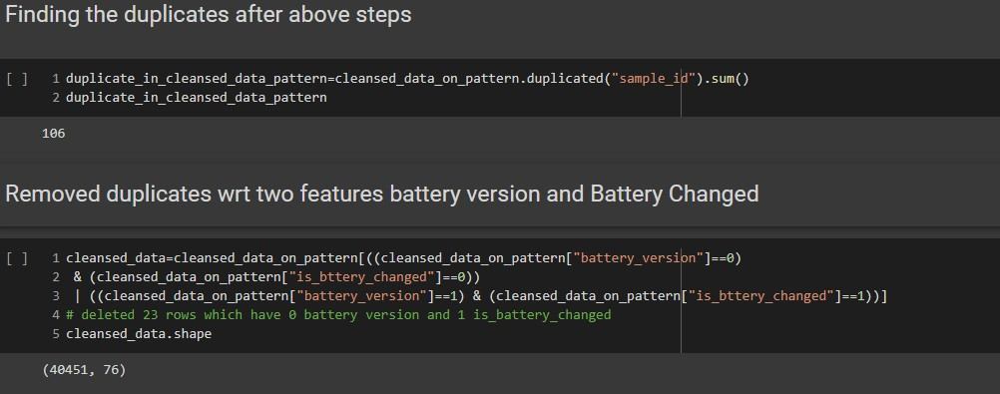 Finding the duplicates after above steps
[ ] 1 duplicate_in_cleansed_data_pattern=cleansed_data_on_pattern.duplicated("sample_id").sum()
2 duplicate_in_cleansed_data_pattern
106
Removed duplicates wrt two features battery version and Battery Changed
[ ] 1 cleansed_data=cleansed_data_on_pattern[((cleansed_data_on_pattern["battery_version"]==0)
2 & (cleansed_data_on_pattern["is_bttery_changed"]==0))
3 | ((cleansed_data_on_pattern["battery_version"]==1) & (cleansed_data_on_pattern["is_bttery_changed"]==1))]
4 # deleted 23 rows which have 0 battery version and 1 is_battery_changed
5 cleansed_data.shape
(40451, 76)